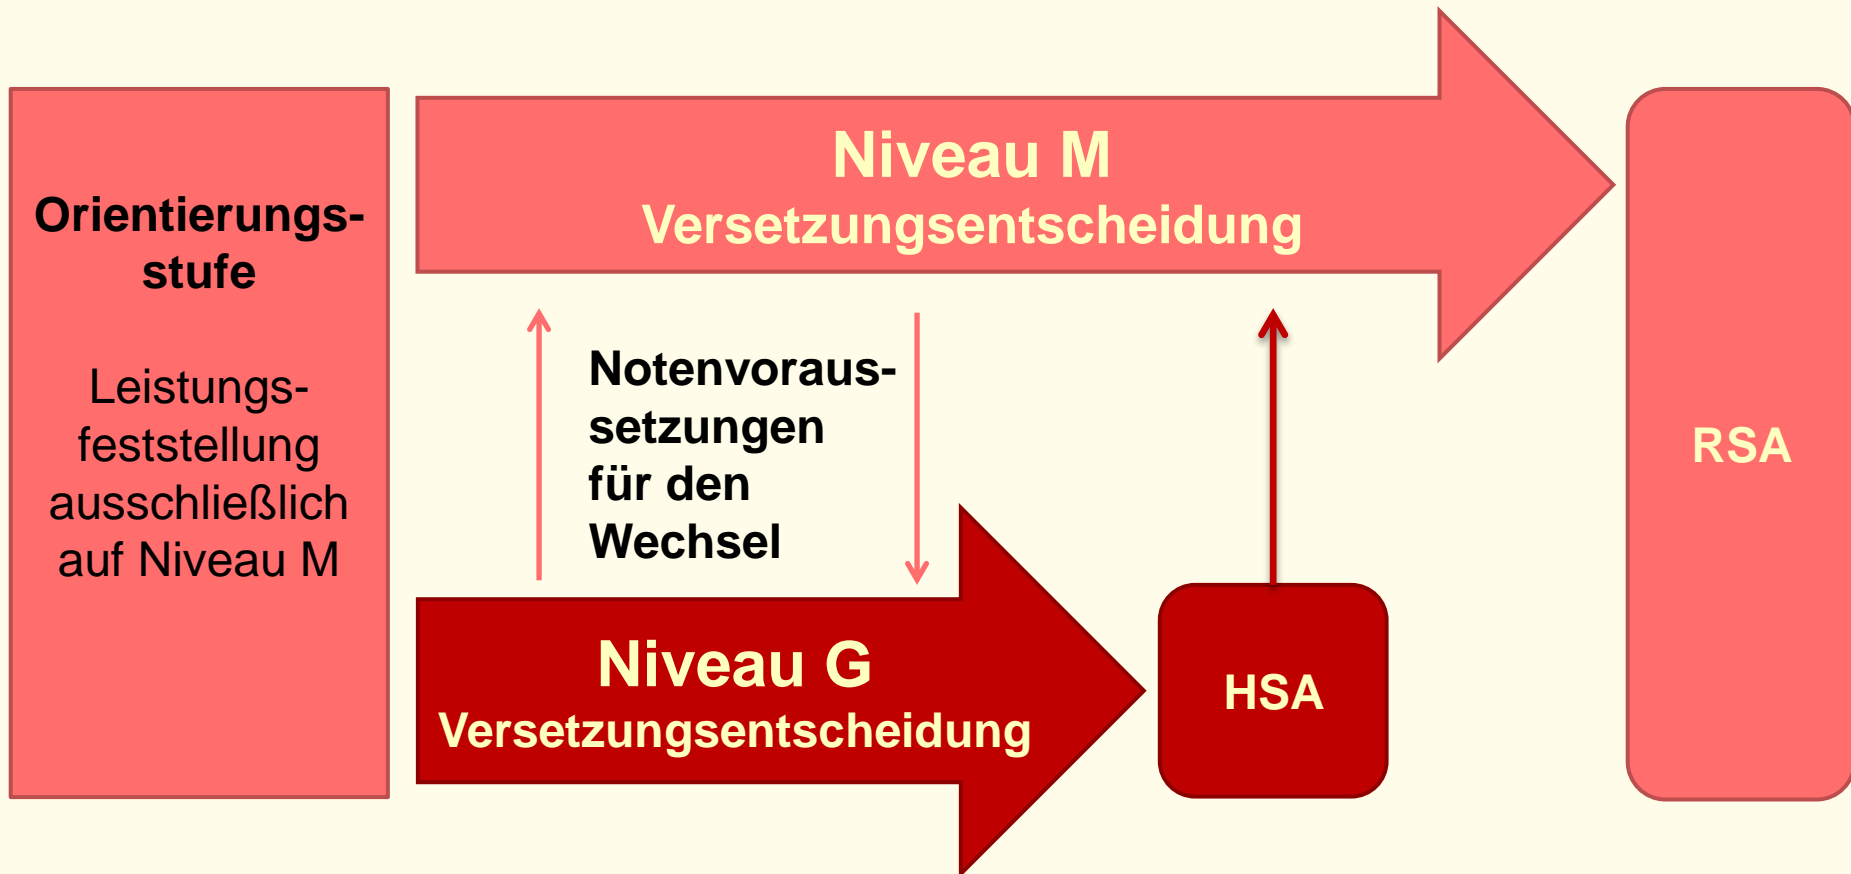 Orientierungs-
stufe
Leistungs-
feststellung
ausschließlich
auf Niveau M
Niveau M
Versetzungsentscheidung
Notenvoraus-
setzungen
für den
Wechsel
Niveau G
Versetzungsentscheidung
HSA
RSA